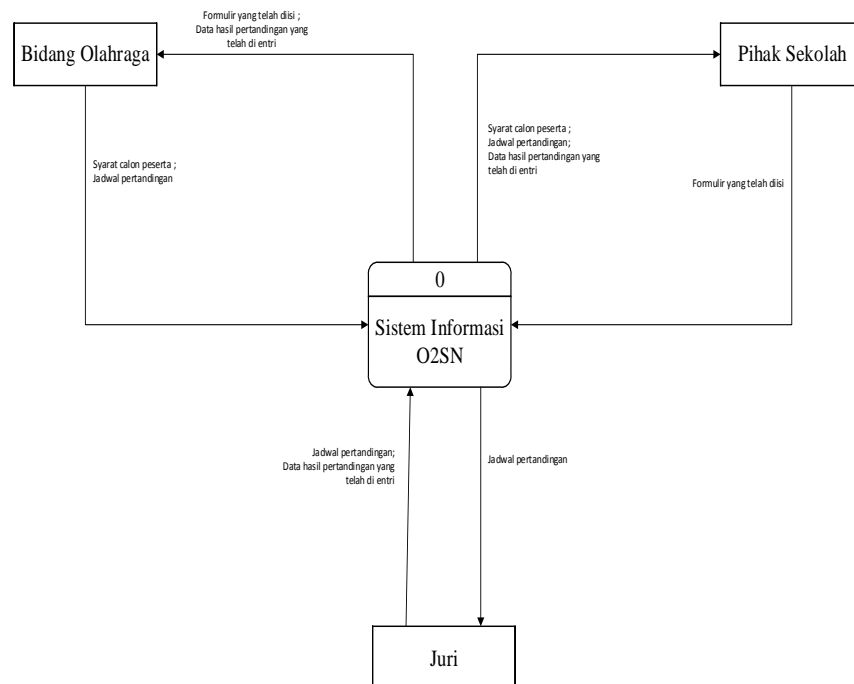 Formulir yang telah diisi ;
Data hasil pertandingan yang
telah di entri
Bidang Olahraga
Pihak Sekolah
Syarat calon peserta ;
Jadwal pertandingan
Syarat calon peserta ;
Jadwal pertandingan;
Data hasil pertandingan yang
telah di entri
Formulir yang telah diisi
0
Sistem Informasi
O2SN
Jadwal pertandingan;
Data hasil pertandingan yang
telah di entri
Jadwal pertandingan
Juri